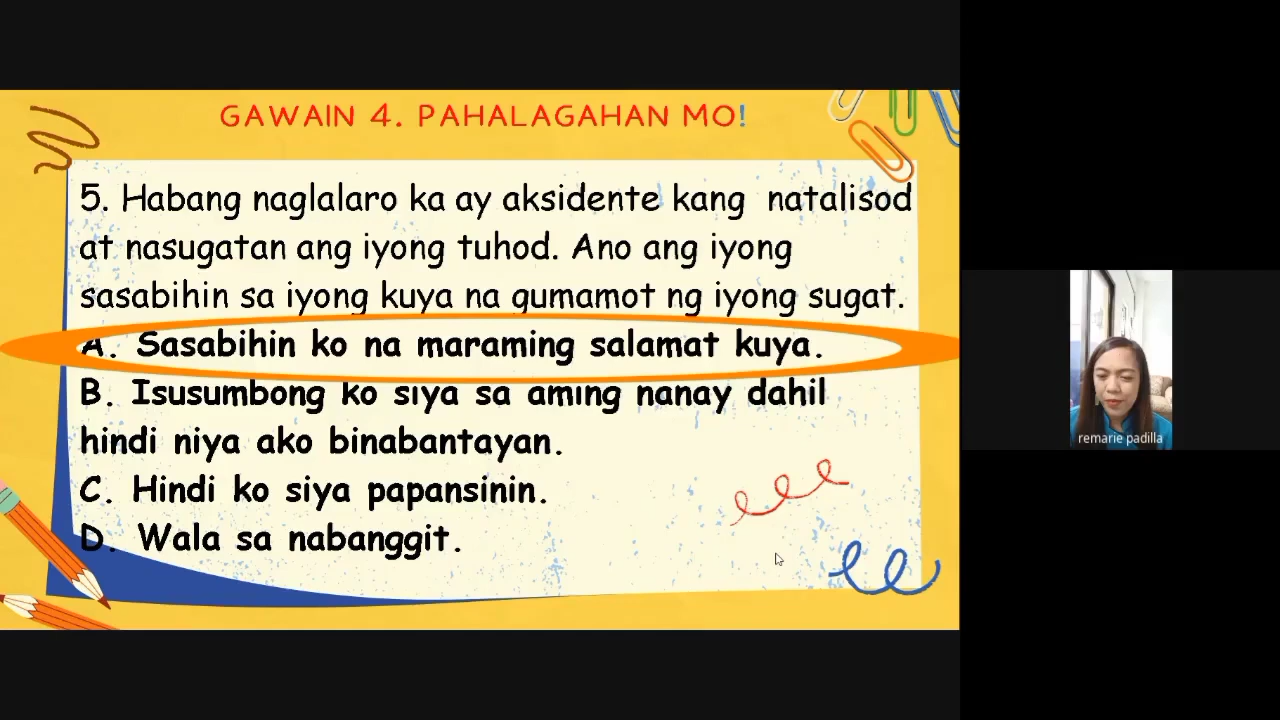 GAWAIN 4. PAHALAGAHAN MO!
5. Habang naglalaro ka ay aksidente kang natalisod
at nasugatan ang iyong tuhod. Ano ang iyong
sasabihin sa iyong kuya na gumamot ng iyong sugat.
A. Sasabihin ko na maraming salamat kuya.
B. Isusumbong ko siya sa aming nanay dahil
hindi niya ako binabantayan.
C. Hindi ko siya papansinin.
D. Wala sa nabanggit.
remarie padilla